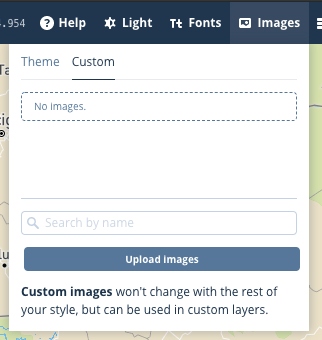 4.954 Help Light Fonts Images
Theme Custom
No images.
Search by name
Upload images
Custom images won't change with the rest of
your style, but can be used in custom layers.